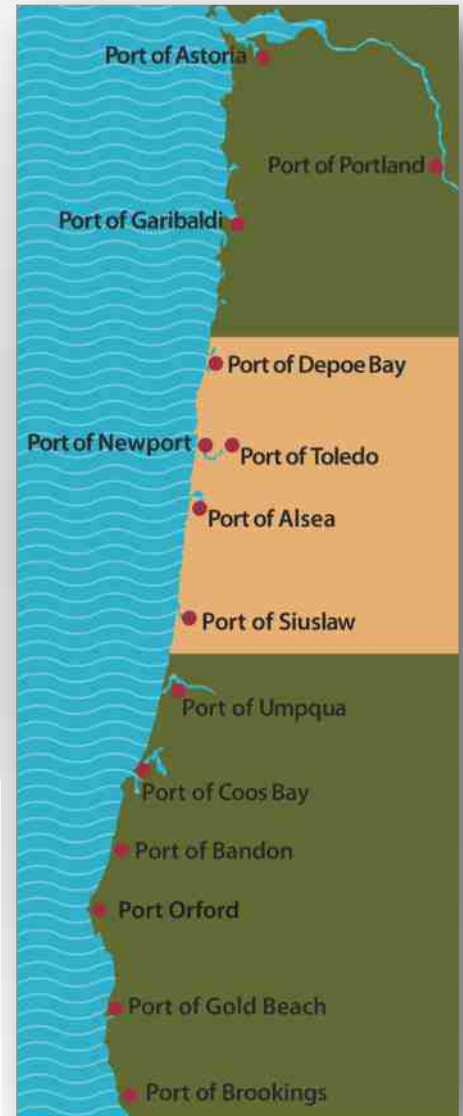 Port of Astoria
Port of Portland
Port of Garibaldi
Port of Depoe Bay
Port of Newport
Port of Toledo
Port of Alsea
Port of Siuslaw
Port of Umpqua
Port of Coos Bay
Port of Bandon
Port Orford
Port of Gold Beach
Port of Brookings